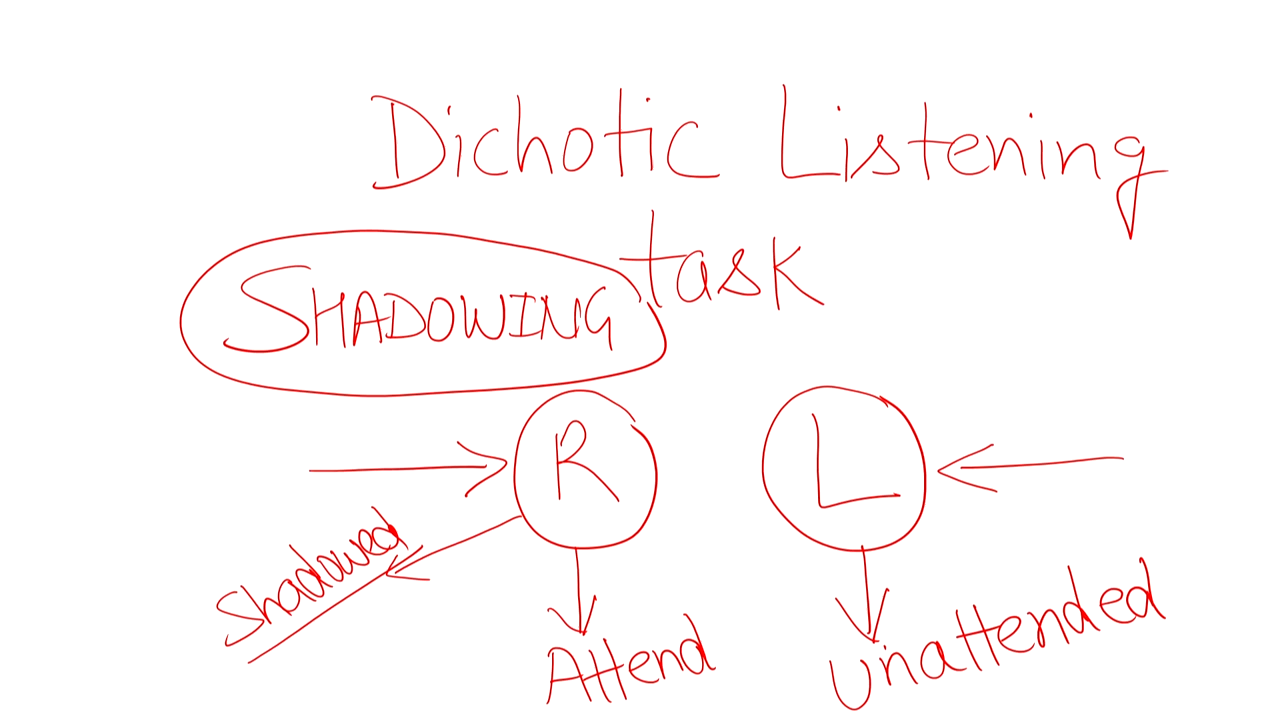 Dichotic Listening
task
SHADOWING
R
L
Shadowed
Attend
Unattended